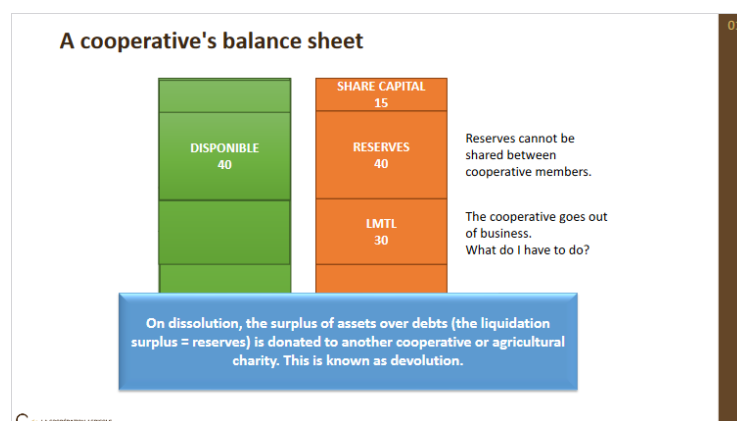 A cooperative's balance sheet
SHARE CAPITAL
15
DISPONIBLE
40
RESERVES
40
Reserves cannot be
shared between
cooperative members.
LMTL
30
The cooperative goes out
of business.
What do I have to do?
On dissolution, the surplus of assets over debts (the liquidation
surplus = reserves) is donated to another cooperative or agricultural
charity. This is known as devolution.